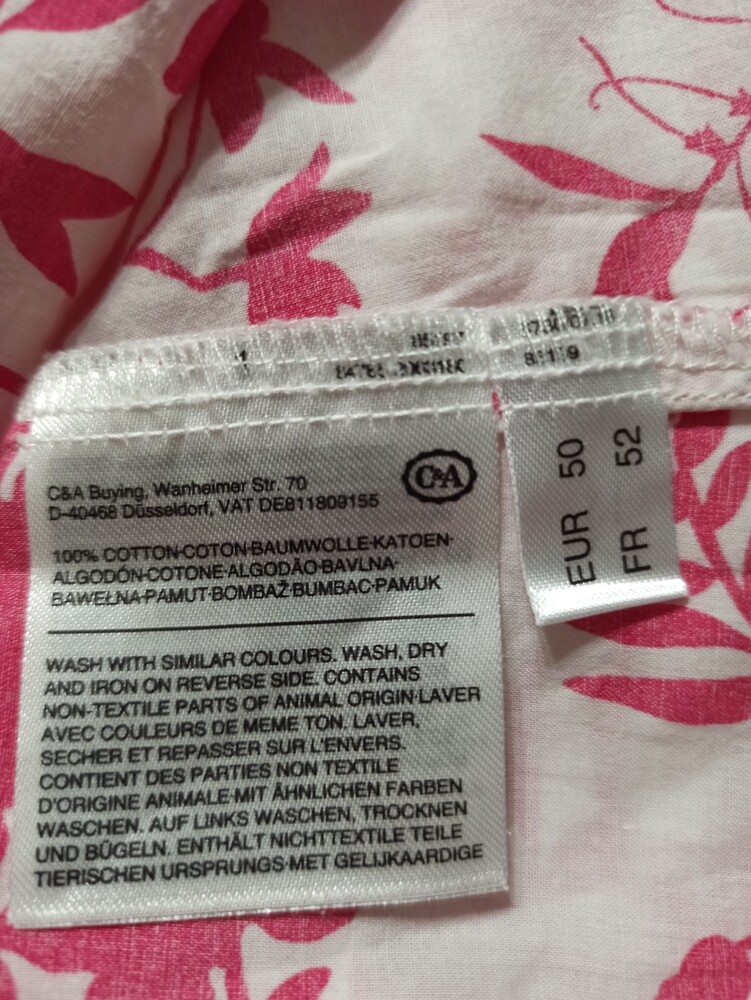 C&A Buying, Wanheimer Str. 70
D-40468 Düsseldorf, VAT DE811809155
C&A
100% COTTON·COTON·BAUMWOLLE·KATOEN·
ALGODÓN·COTONE·ALGODÃO·BAVLNA·
BAWEŁNA·PAMUT·BOMBAŽ·BUMBAC·PAMUK
WASH WITH SIMILAR COLOURS. WASH, DRY
AND IRON ON REVERSE SIDE. CONTAINS
NON-TEXTILE PARTS OF ANIMAL ORIGIN·LAVER
AVEC COULEURS DE MEME TON. LAVER,
SECHER ET REPASSER SUR L'ENVERS.
CONTIENT DES PARTIES NON TEXTILE
D'ORIGINE ANIMALE·MIT ÄHNLICHEN FARBEN
WASCHEN. AUF LINKS WASCHEN, TROCKNEN
UND BÜGELN. ENTHÄLT NICHTTEXTILE TEILE
TIERISCHEN URSPRUNGS·MET GELIJKAARDIGE
EUR 50
FR 52